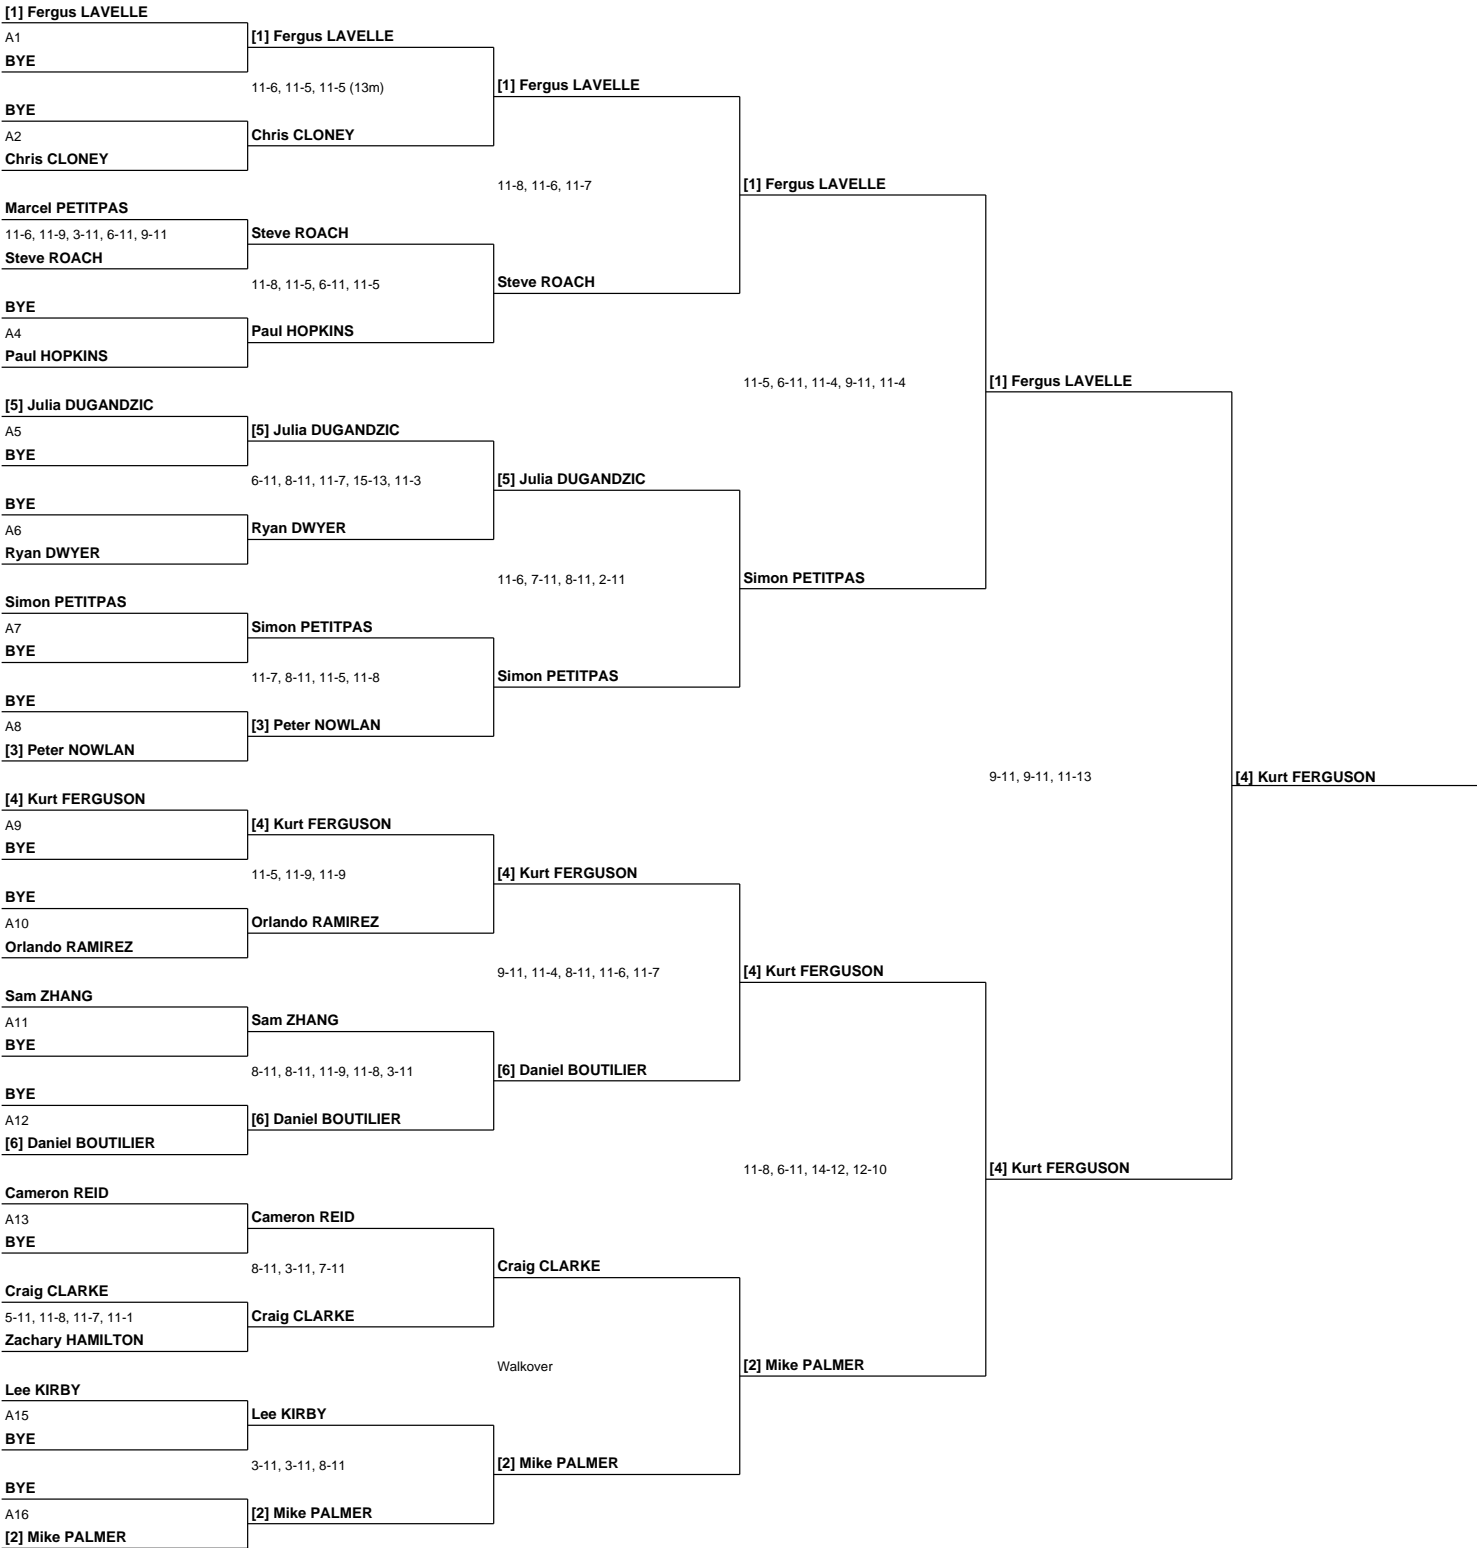 [1] Fergus LAVELLE
A1
[1] Fergus LAVELLE
BYE
11-6, 11-5, 11-5 (13m)
[1] Fergus LAVELLE
BYE
A2
Chris CLONEY
Chris CLONEY
11-8, 11-6, 11-7
[1] Fergus LAVELLE
Marcel PETITPAS
11-6, 11-9, 3-11, 6-11, 9-11
Steve ROACH
Steve ROACH
11-8, 11-5, 6-11, 11-5
Steve ROACH
BYE
A4
Paul HOPKINS
Paul HOPKINS
11-5, 6-11, 11-4, 9-11, 11-4
[1] Fergus LAVELLE
[5] Julia DUGANDZIC
A5
[5] Julia DUGANDZIC
BYE
6-11, 8-11, 11-7, 15-13, 11-3
[5] Julia DUGANDZIC
BYE
A6
Ryan DWYER
Ryan DWYER
11-6, 7-11, 8-11, 2-11
Simon PETITPAS
Simon PETITPAS
A7
Simon PETITPAS
BYE
11-7, 8-11, 11-5, 11-8
Simon PETITPAS
BYE
A8
[3] Peter NOWLAN
[3] Peter NOWLAN
9-11, 9-11, 11-13
[4] Kurt FERGUSON
[4] Kurt FERGUSON
A9
[4] Kurt FERGUSON
BYE
11-5, 11-9, 11-9
[4] Kurt FERGUSON
BYE
A10
Orlando RAMIREZ
Orlando RAMIREZ
9-11, 11-4, 8-11, 11-6, 11-7
[4] Kurt FERGUSON
Sam ZHANG
A11
Sam ZHANG
BYE
8-11, 8-11, 11-9, 11-8, 3-11
[6] Daniel BOUTILIER
BYE
A12
[6] Daniel BOUTILIER
[6] Daniel BOUTILIER
11-8, 6-11, 14-12, 12-10
[4] Kurt FERGUSON
Cameron REID
A13
Cameron REID
BYE
8-11, 3-11, 7-11
Craig CLARKE
Craig CLARKE
5-11, 11-8, 11-7, 11-1
Craig CLARKE
Zachary HAMILTON
Walkover
[2] Mike PALMER
Lee KIRBY
A15
Lee KIRBY
BYE
3-11, 3-11, 8-11
[2] Mike PALMER
BYE
A16
[2] Mike PALMER
[2] Mike PALMER